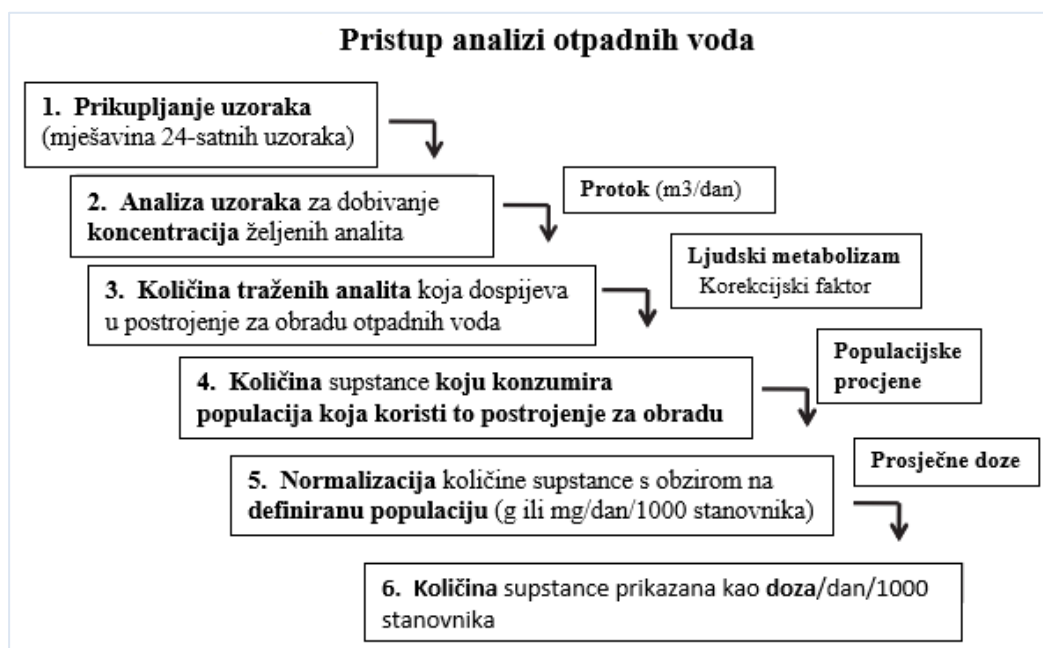 Pristup analizi otpadnih voda
1. Prikupljanje uzoraka
(mješavina 24-satnih uzoraka)
2. Analiza uzoraka za dobivanje
koncentracija željenih analita
Protok (m3/dan)
3. Količina traženih analita koja dospijeva
u postrojenje za obradu otpadnih voda
Ljudski metabolizam
Korekcijski faktor
4. Količina supstance koju konzumira
populacija koja koristi to postrojenje za obradu
Populacijske
procjene
5. Normalizacija količine supstance s obzirom na
definiranu populaciju (g ili mg/dan/1000 stanovnika)
Prosječne doze
6. Količina supstance prikazana kao doza/dan/1000
stanovnika